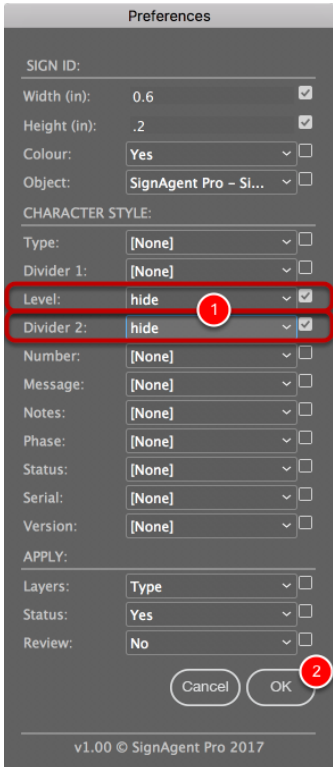 Preferences
SIGN ID:
Width (in): 0.6
Height (in): .2
Colour: Yes
Object: SignAgent Pro – Si...
CHARACTER STYLE:
Type: [None]
Divider 1: [None]
Level: hide
1
Divider 2: hide
Number: [None]
Message: [None]
Notes: [None]
Phase: [None]
Status: [None]
Serial: [None]
Version: [None]
APPLY:
Layers: Type
Status: Yes
Review: No
2
Cancel OK
v1.00 © SignAgent Pro 2017